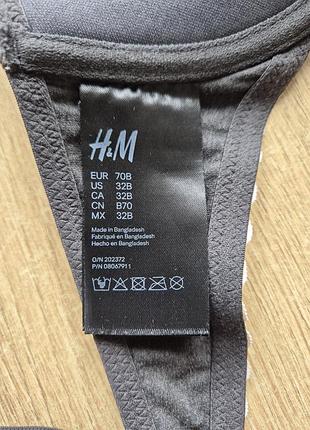 H&M
EUR 70B
US 32B
CA 32B
CN B70
MX 32B
Made in Bangladesh
Fabriqué en Bangladesh
Hecho en Bangladesh
O/N 202372
P/N 08067911